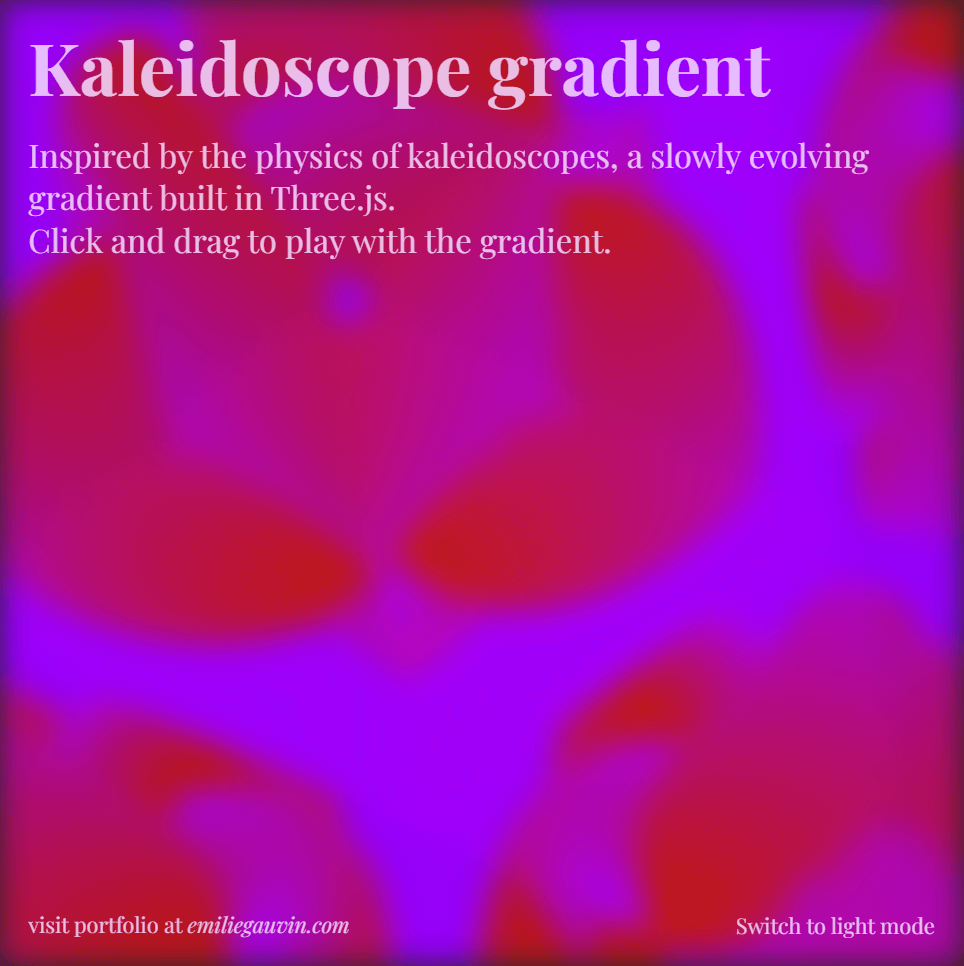 Kaleidoscope gradient
Inspired by the physics of kaleidoscopes, a slowly evolving
gradient built in Three.js.
Click and drag to play with the gradient.
visit portfolio at emiliegauvin.com
Switch to light mode